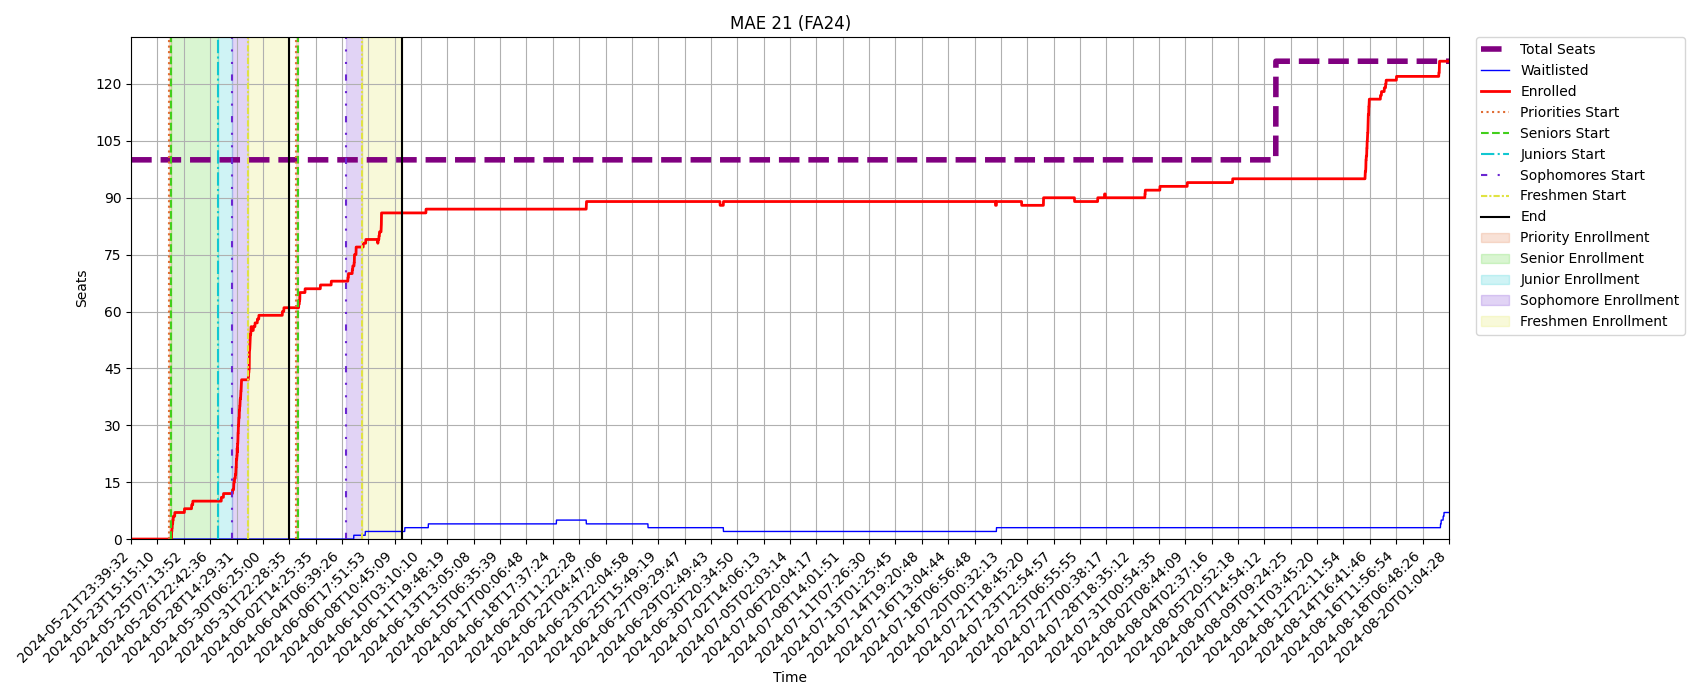 MAE 21 (FA24)
Seats
120
105
90
75
60
45
30
15
0
2024-05-21T23:39:32
2024-05-23T15:15:10
2024-05-25T07:13:52
2024-05-26T22:42:36
2024-05-28T14:29:31
2024-05-30T06:25:00
2024-05-31T22:28:35
2024-06-02T14:25:35
2024-06-04T06:39:26
2024-06-06T17:51:53
2024-06-08T10:45:09
2024-06-10T03:10:10
2024-06-11T19:48:19
2024-06-13T13:05:08
2024-06-15T06:35:39
2024-06-17T00:06:48
2024-06-18T17:37:24
2024-06-20T11:22:28
2024-06-22T04:47:06
2024-06-23T22:04:58
2024-06-25T15:49:19
2024-06-27T09:29:47
2024-06-29T02:49:43
2024-06-30T20:34:50
2024-07-02T14:06:13
2024-07-05T02:03:14
2024-07-06T20:04:17
2024-07-08T14:01:51
2024-07-11T07:26:30
2024-07-13T01:25:45
2024-07-14T19:20:48
2024-07-16T13:04:44
2024-07-18T06:56:48
2024-07-20T00:32:13
2024-07-21T18:45:20
2024-07-23T12:54:57
2024-07-25T06:55:55
2024-07-27T00:38:17
2024-07-28T18:35:12
2024-07-31T00:54:35
2024-08-02T08:44:09
2024-08-04T02:37:16
2024-08-05T20:52:18
2024-08-07T14:54:12
2024-08-09T09:24:25
2024-08-11T03:45:20
2024-08-12T22:11:54
2024-08-14T16:41:46
2024-08-16T11:56:54
2024-08-18T06:48:26
2024-08-20T01:04:28
Time
Total Seats
Waitlisted
Enrolled
Priorities Start
Seniors Start
Juniors Start
Sophomores Start
Freshmen Start
End
Priority Enrollment
Senior Enrollment
Junior Enrollment
Sophomore Enrollment
Freshmen Enrollment